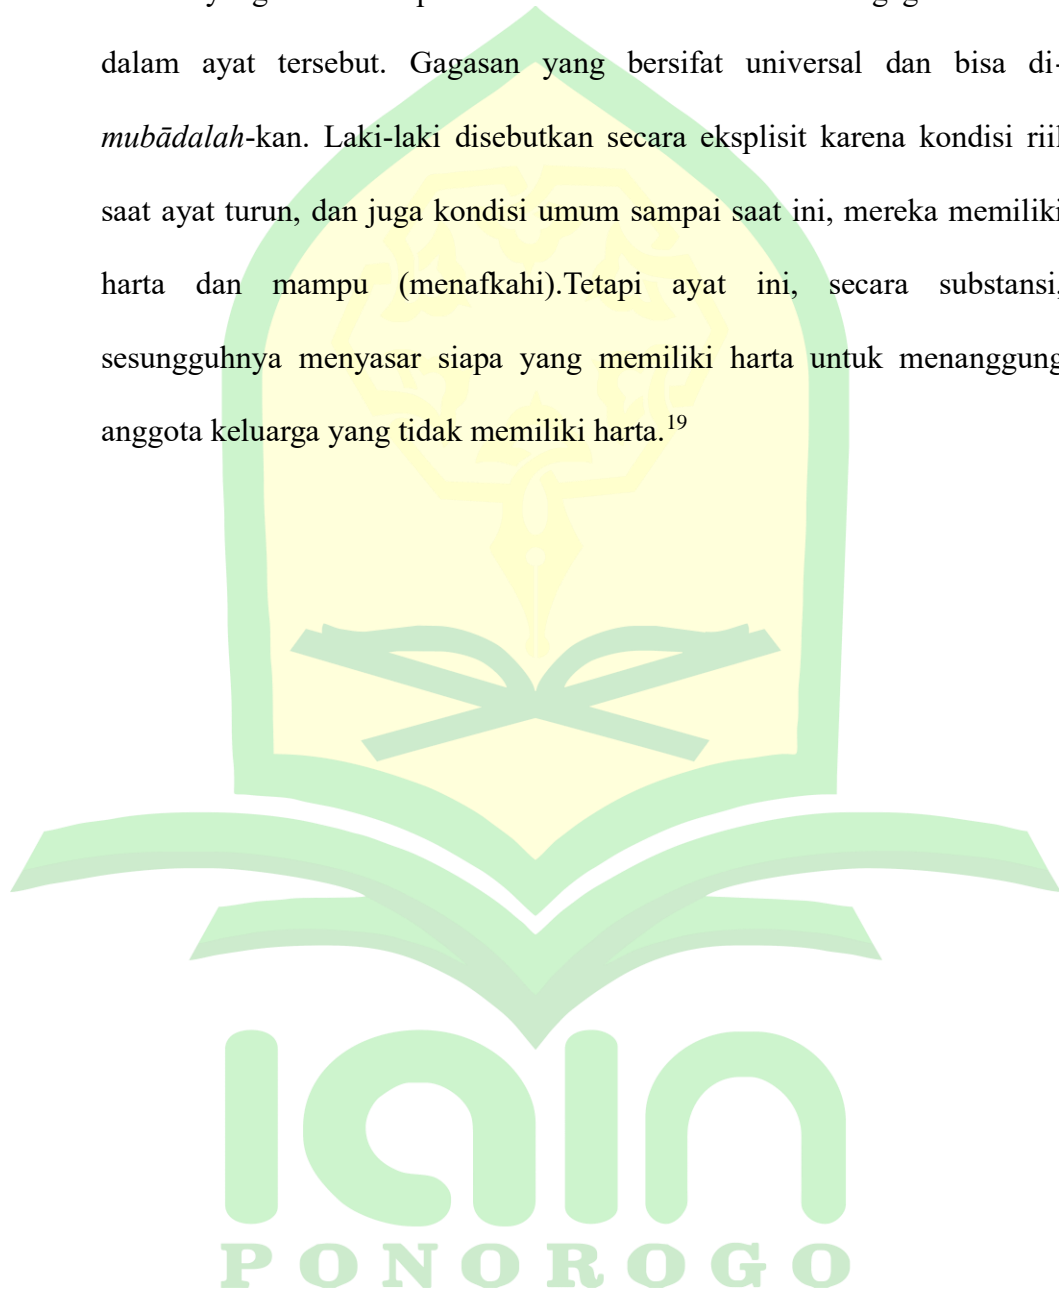 dalam ayat tersebut. Gagasan yang bersifat universal dan bisa di-
mubādalah-kan. Laki-laki disebutkan secara eksplisit karena kondisi riil
saat ayat turun, dan juga kondisi umum sampai saat ini, mereka memiliki
harta dan mampu (menafkahi).Tetapi ayat ini, secara substansi,
sesungguhnya menyasar siapa yang memiliki harta untuk menanggung
anggota keluarga yang tidak memiliki harta.19
IAIN
PONOROGO